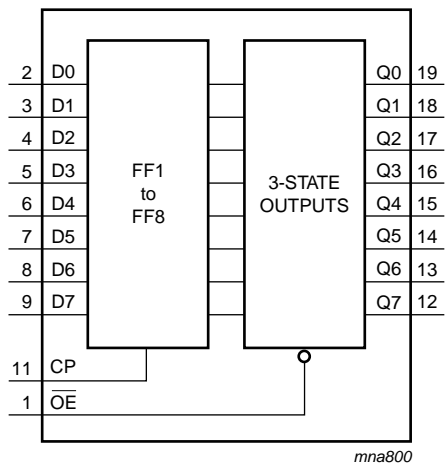 2 D0 Q0 19
3 D1 Q1 18
4 D2 Q2 17
5 D3 FF1 to FF8 3-STATE OUTPUTS Q3 16
6 D4 Q4 15
7 D5 Q5 14
8 D6 Q6 13
9 D7 Q7 12
11 CP
1 O̅E̅
mna800